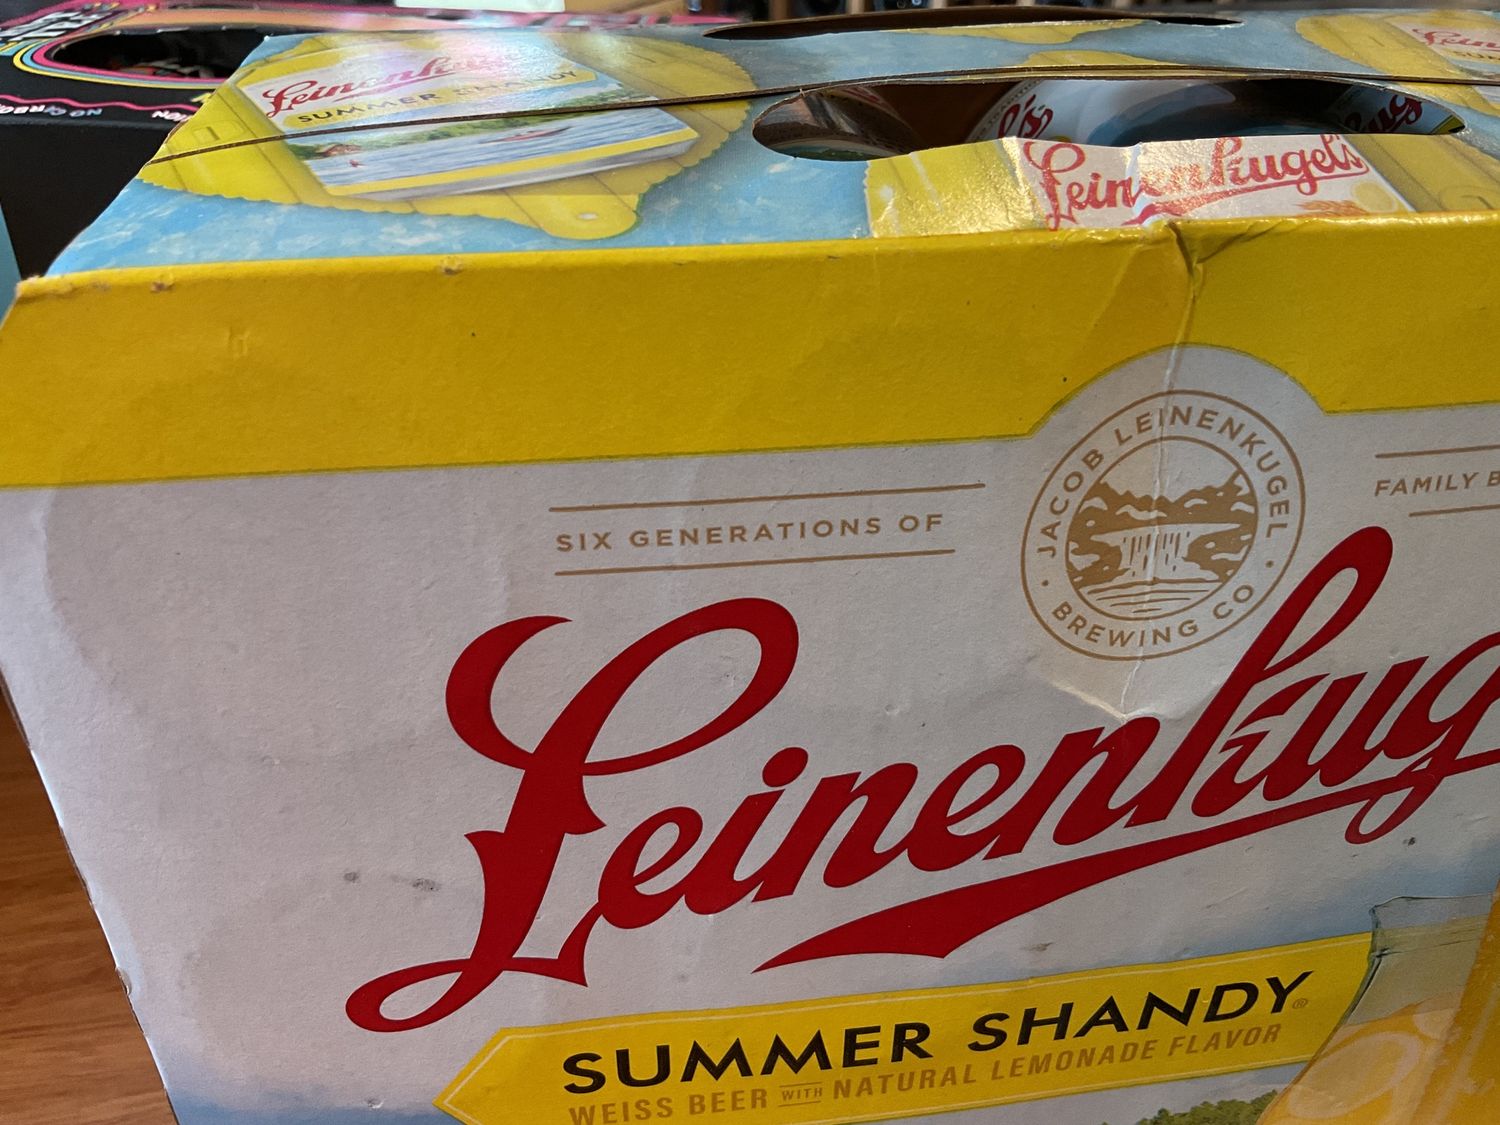 Leinenkugel's
SUMMER SHANDY
Leinenkugel's
SIX GENERATIONS OF
JACOB LEINENKUGEL
BREWING CO
FAMILY B
Leinenkug
SUMMER SHANDY®
WEISS BEER WITH NATURAL LEMONADE FLAVOR